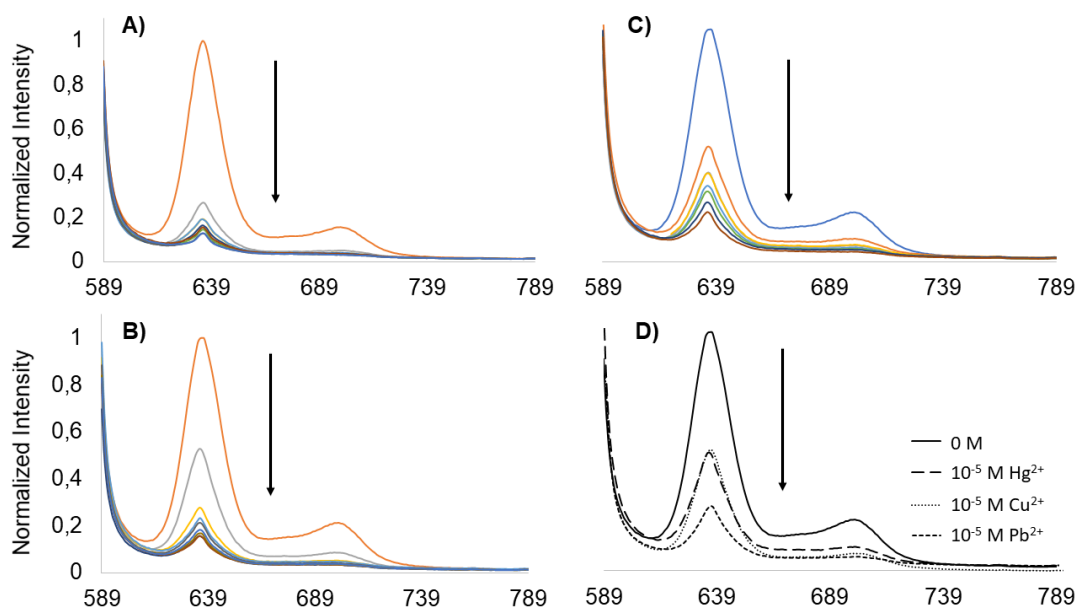 A)
Normalized Intensity
1
0,8
0,6
0,4
0,2
0
589 639 689 739 789
C)
589 639 689 739 789
B)
Normalized Intensity
1
0,8
0,6
0,4
0,2
0
589 639 689 739 789
D)
0 M
10⁻⁵ M Hg²⁺
10⁻⁵ M Cu²⁺
10⁻⁵ M Pb²⁺
589 639 689 739 789